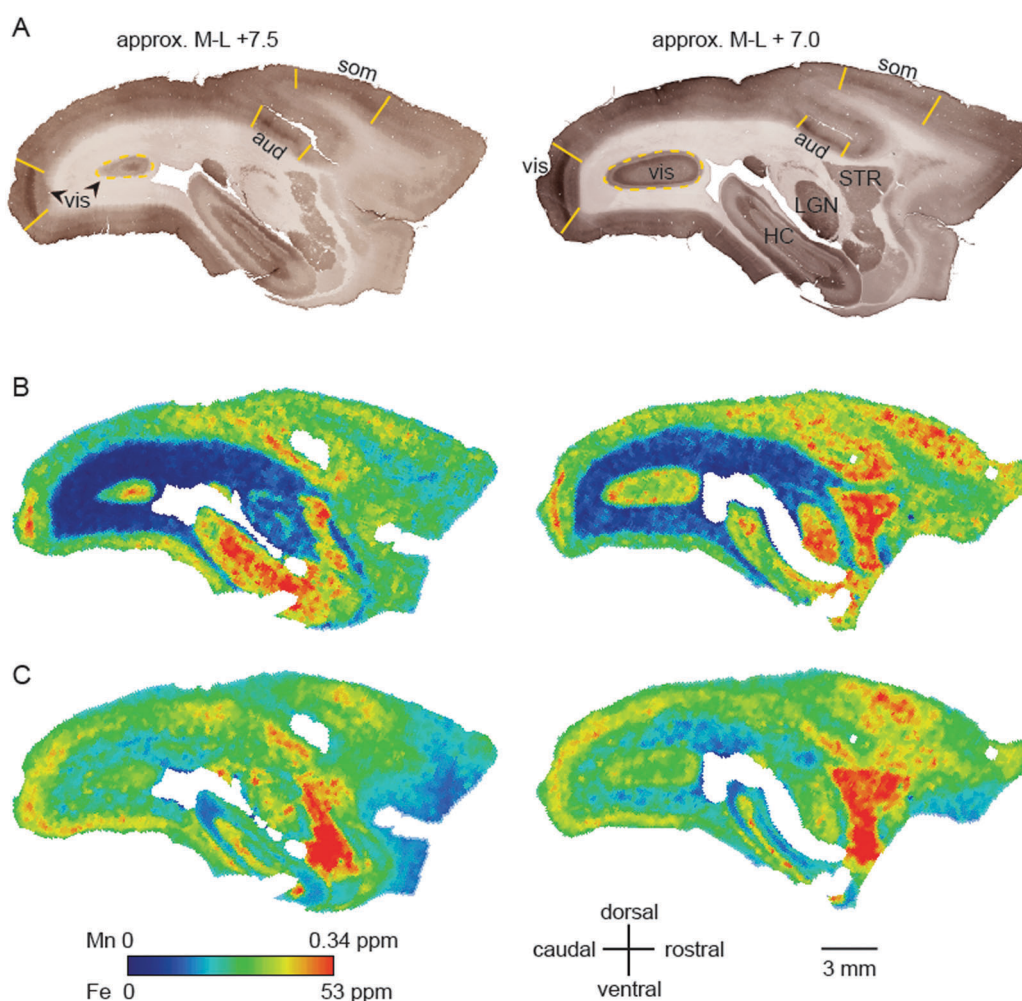 A
approx. M-L +7.5
approx. M-L + 7.0
som
som
aud
aud
vis
vis
vis
STR
LGN
HC
B
C
Mn 0 0.34 ppm
Fe 0 53 ppm
dorsal
caudal rostral
ventral
3 mm